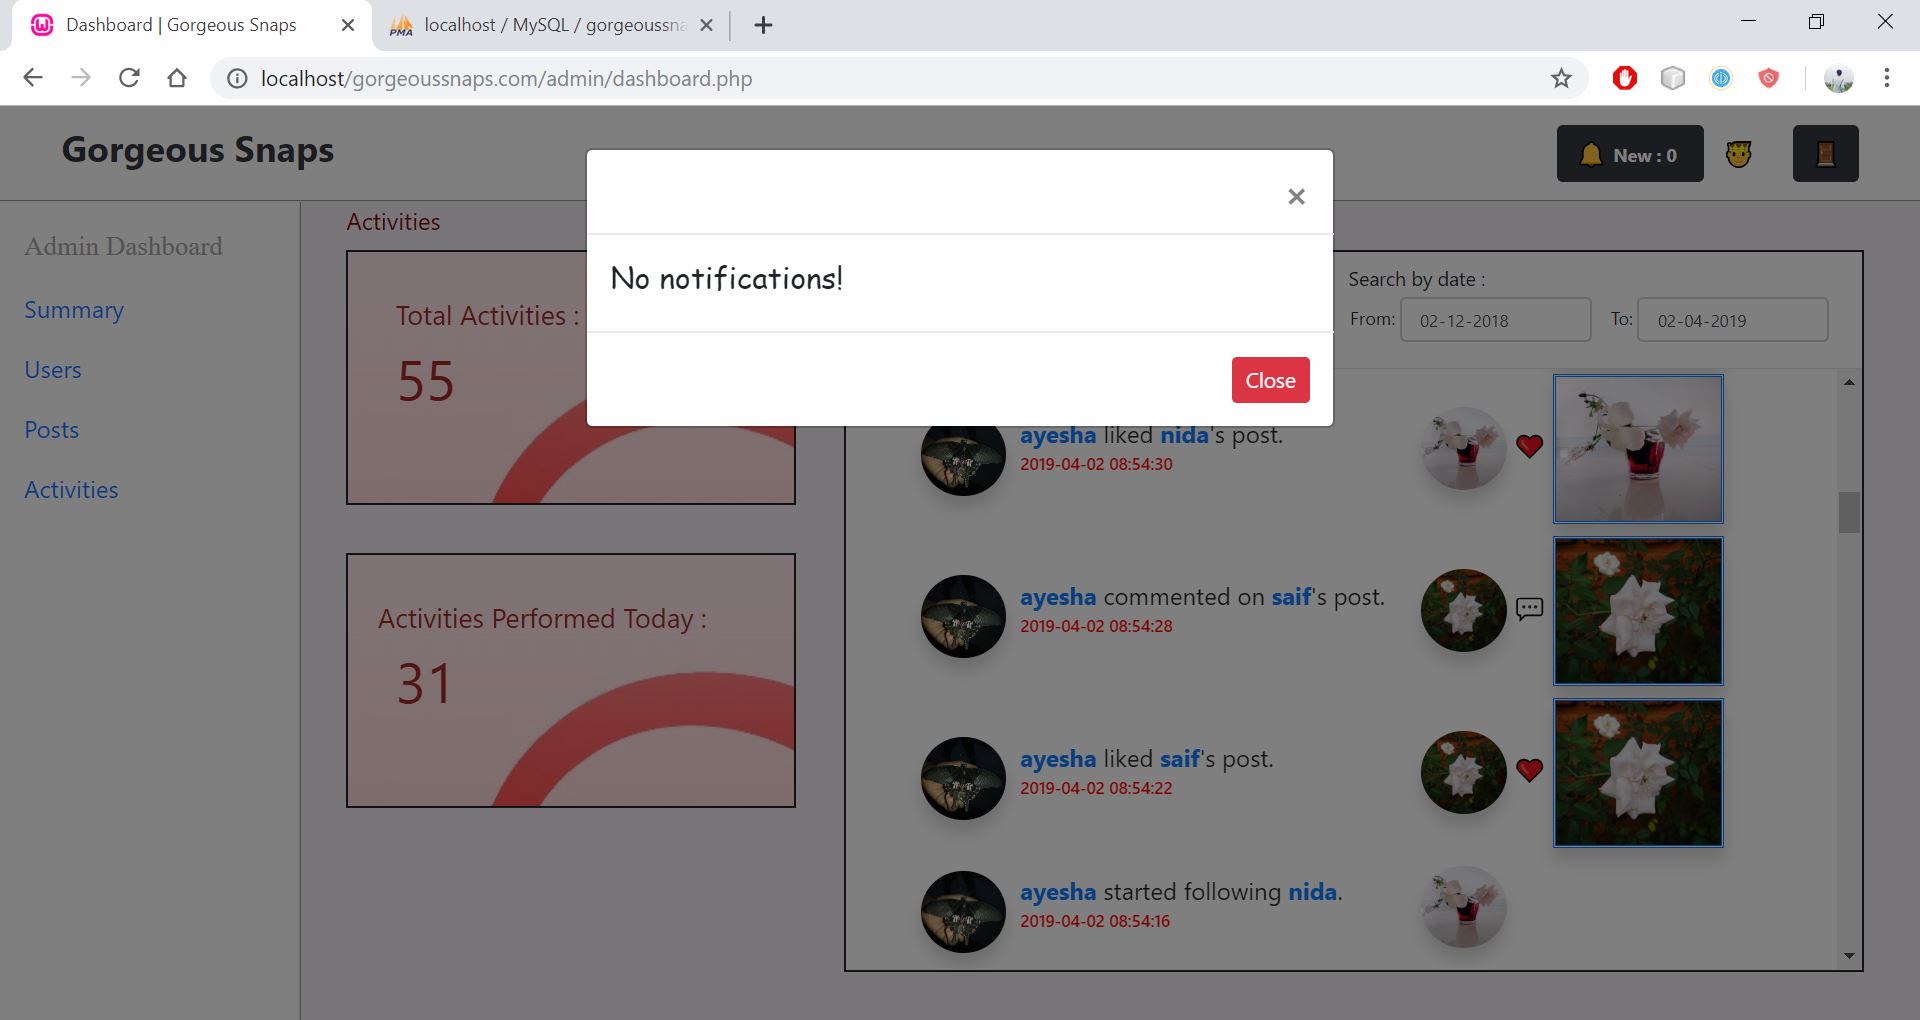 Dashboard | Gorgeous Snaps
localhost / MySQL / gorgeoussna
PMA
localhost/gorgeoussnaps.com/admin/dashboard.php
Gorgeous Snaps
New : 0
Admin Dashboard
Summary
Users
Posts
Activities
Activities
Total Activities :
55
Activities Performed Today :
31
No notifications!
Close
Search by date :
From: 02-12-2018 To: 02-04-2019
ayesha liked nida's post.
2019-04-02 08:54:30
ayesha commented on saif's post.
2019-04-02 08:54:28
ayesha liked saif's post.
2019-04-02 08:54:22
ayesha started following nida.
2019-04-02 08:54:16